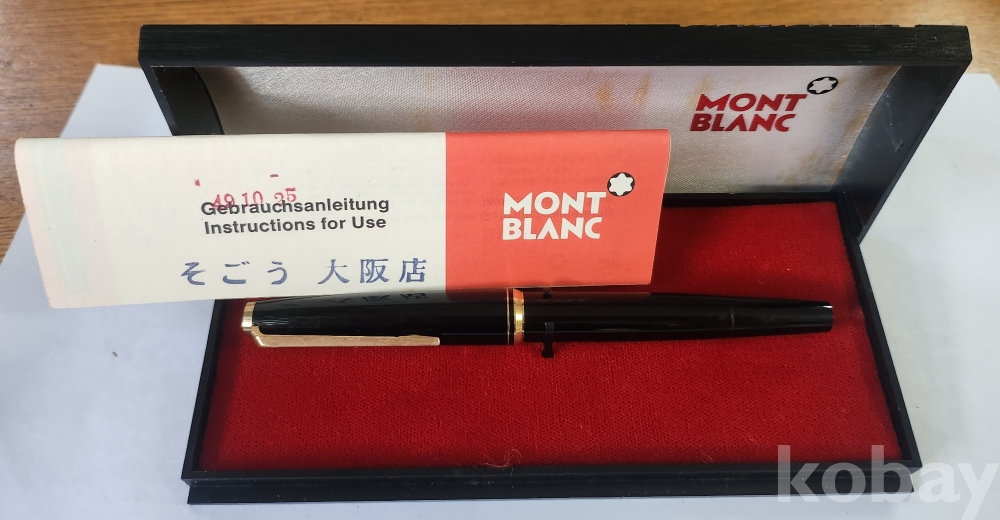 MONT
BLANC
49.10.25
Gebrauchsanleitung
Instructions for Use
MONT
BLANC
そごう 大阪店
kobay